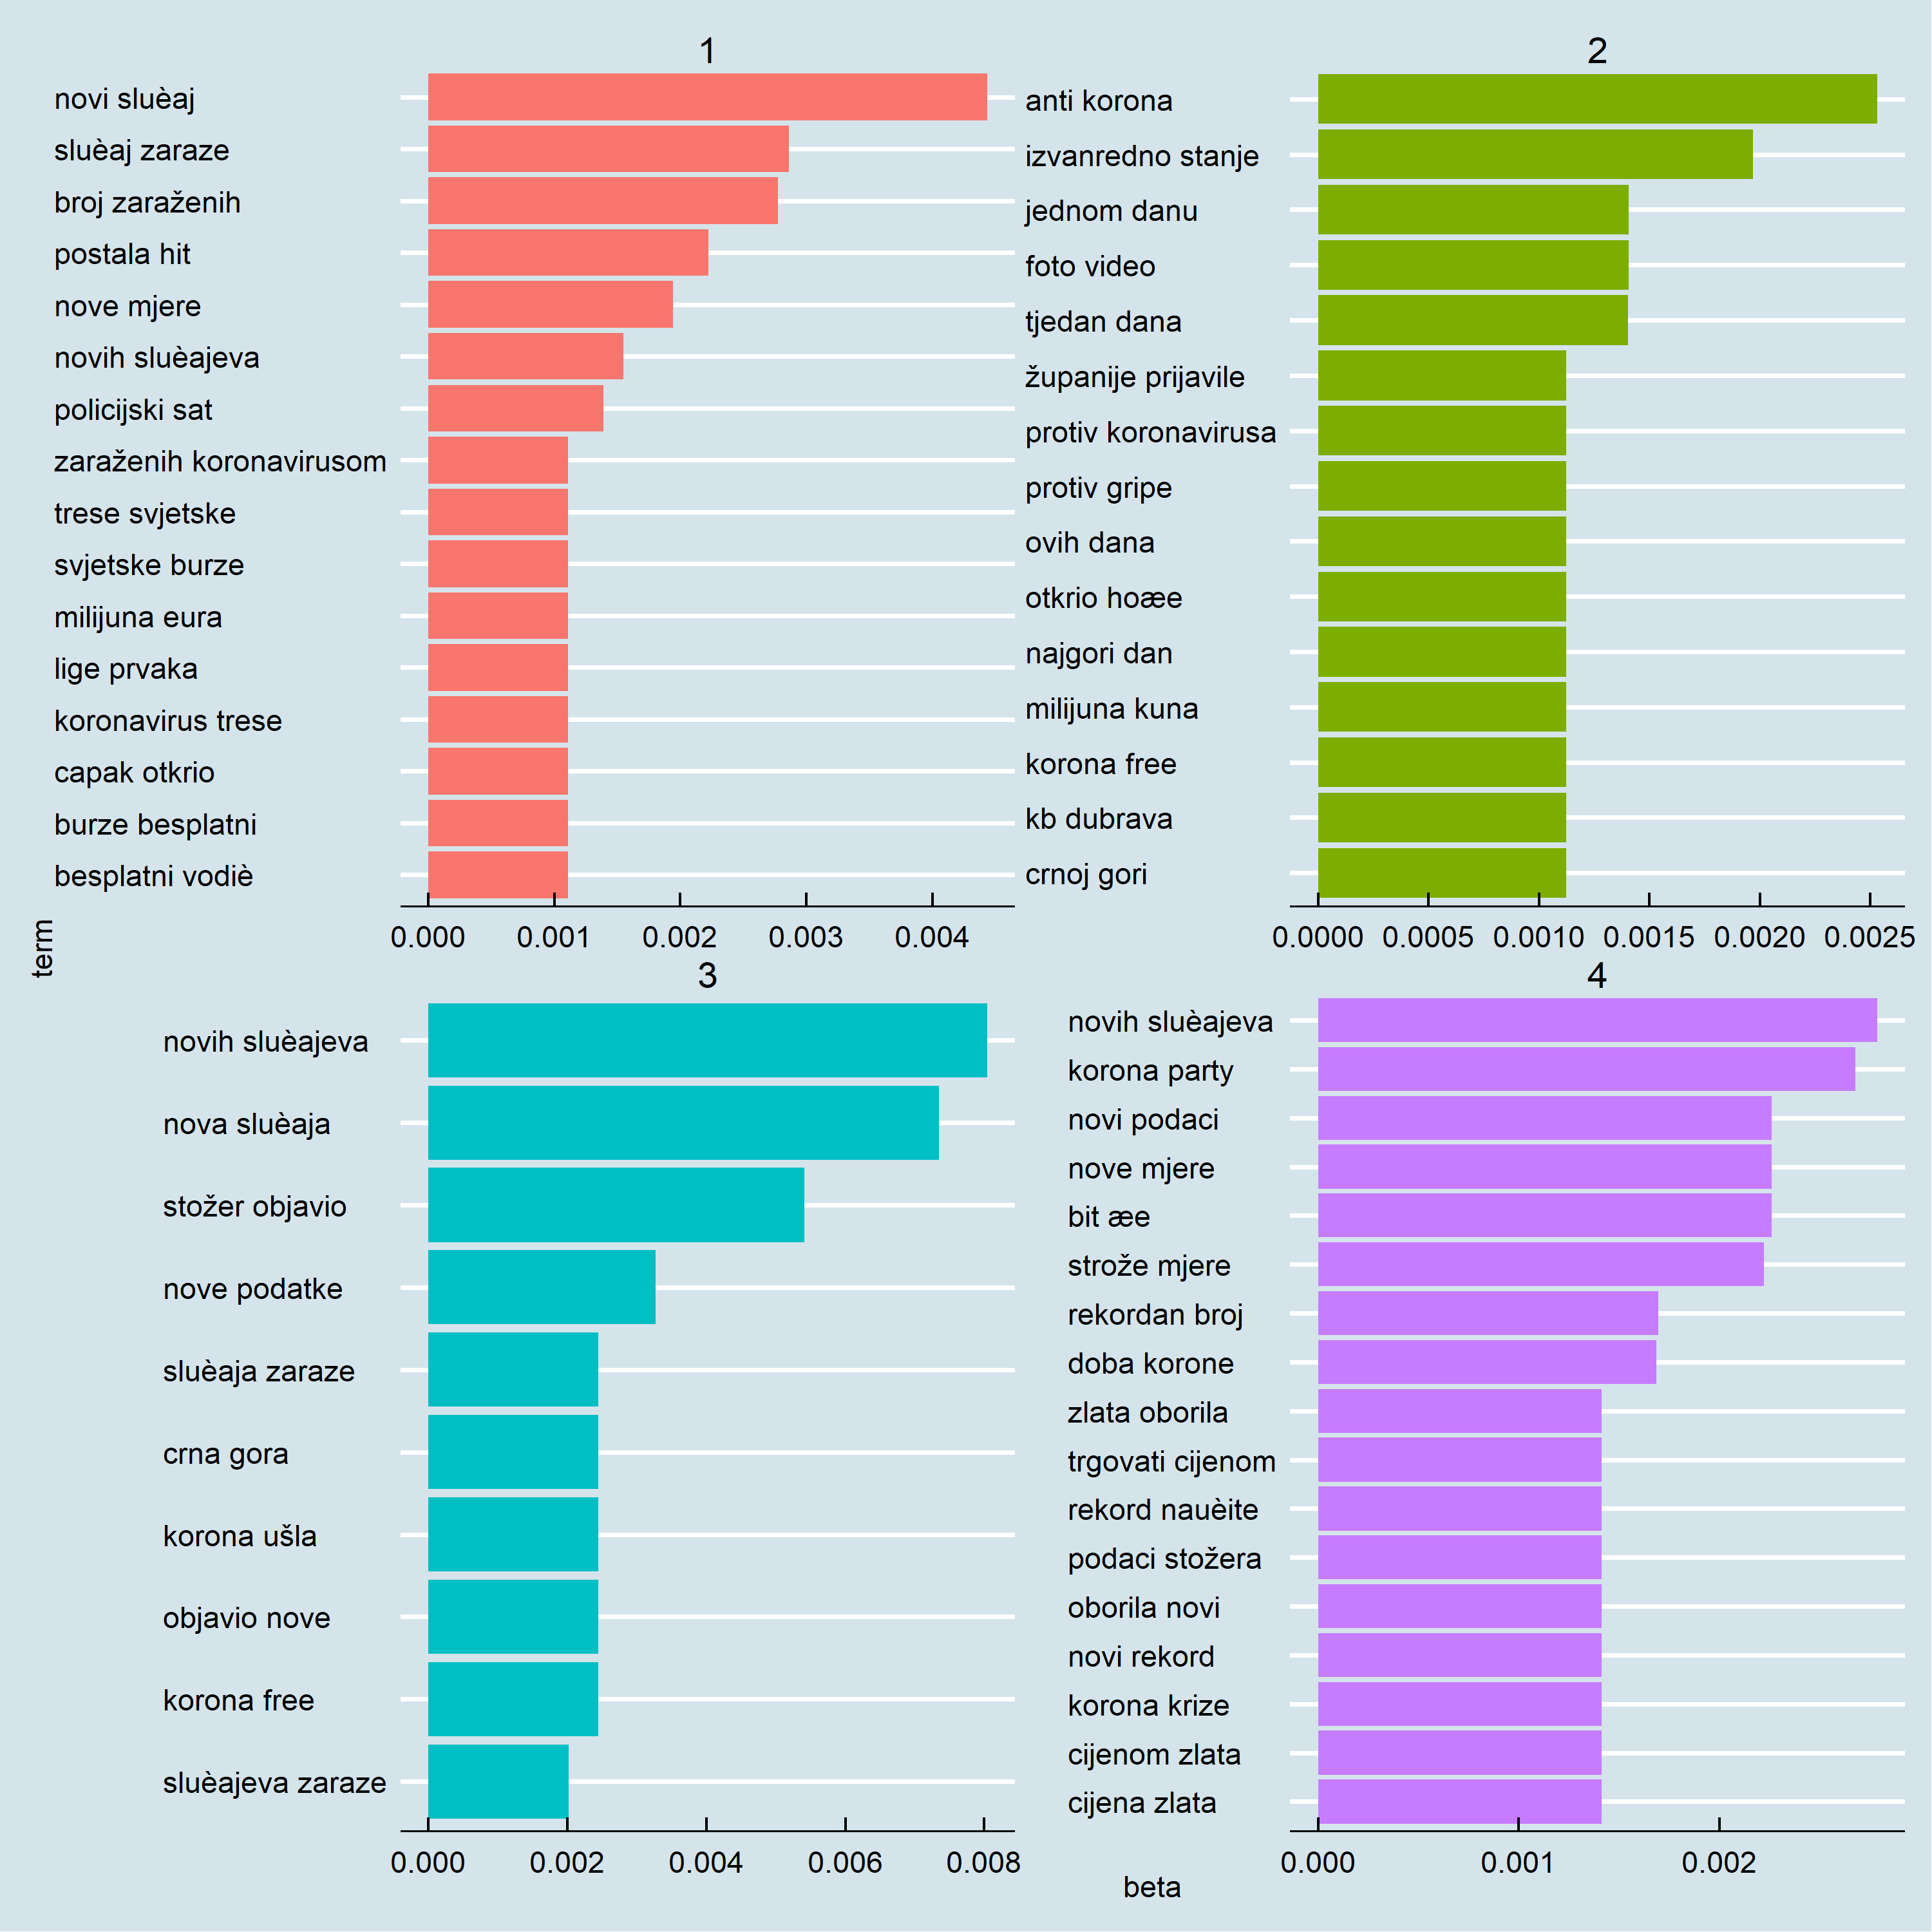 1
novi sluèaj
sluèaj zaraze
broj zaraženih
postala hit
nove mjere
novih sluèajeva
policijski sat
zaraženih koronavirusom
trese svjetske
svjetske burze
milijuna eura
lige prvaka
koronavirus trese
capak otkrio
burze besplatni
besplatni vodiè
0.000 0.001 0.002 0.003 0.004
2
anti korona
izvanredno stanje
jednom danu
foto video
tjedan dana
županije prijavile
protiv koronavirusa
protiv gripe
ovih dana
otkrio hoæe
najgori dan
milijuna kuna
korona free
kb dubrava
crnoj gori
0.0000 0.0005 0.0010 0.0015 0.0020 0.0025
term
3
novih sluèajeva
nova sluèaja
stožer objavio
nove podatke
sluèaja zaraze
crna gora
korona ušla
objavio nove
korona free
sluèajeva zaraze
0.000 0.002 0.004 0.006 0.008
4
novih sluèajeva
korona party
novi podaci
nove mjere
bit æe
strože mjere
rekordan broj
doba korone
zlata oborila
trgovati cijenom
rekord nauèite
podaci stožera
oborila novi
novi rekord
korona krize
cijenom zlata
cijena zlata
0.000 0.001 0.002
beta